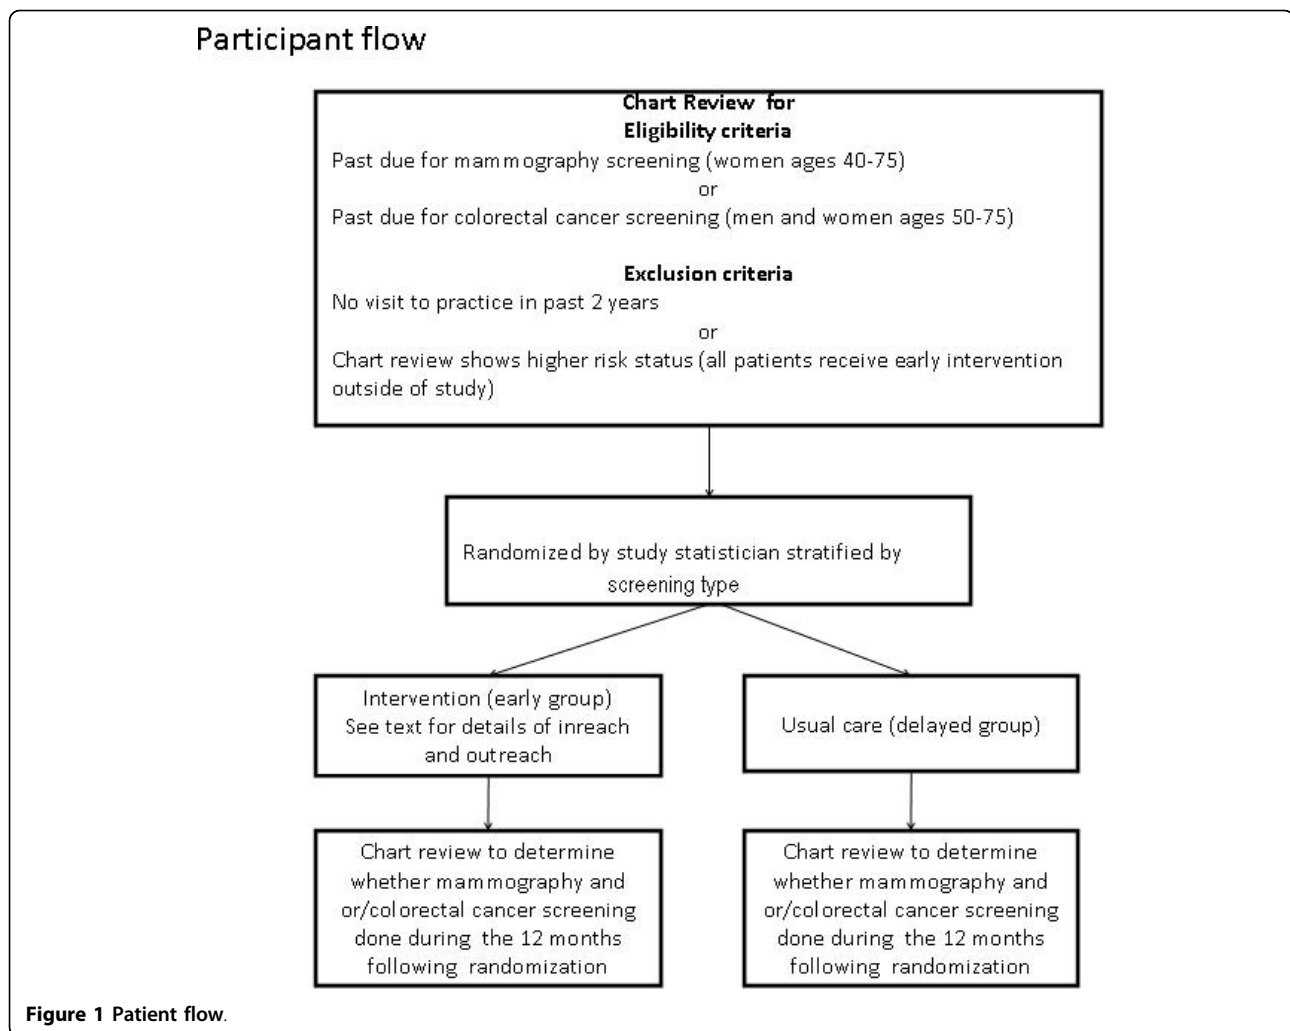 Participant flow
Chart Review for
Eligibility criteria
Past due for mammography screening (women ages 40-75)
or
Past due for colorectal cancer screening (men and women ages 50-75)
Exclusion criteria
No visit to practice in past 2 years
or
Chart review shows higher risk status (all patients receive early intervention
outside of study)
Randomized by study statistician stratified by
screening type
Intervention (early group)
See text for details of inreach
and outreach
Usual care (delayed group)
Chart review to determine
whether mammography and
or/colorectal cancer screening
done during the 12 months
following randomization
Chart review to determine
whether mammography and
or/colorectal cancer screening
done during the 12 months
following randomization
Figure 1 Patient flow.